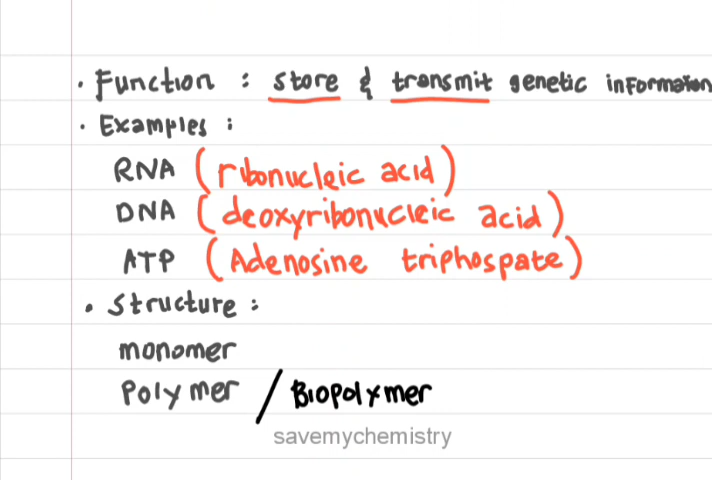 · Function : store & transmit genetic information
· Examples :
RNA (ribonucleic acid)
DNA (deoxyribonucleic acid)
ATP (Adenosine triphospate)
· Structure :
monomer
Polymer / Biopolymer
savemychemistry